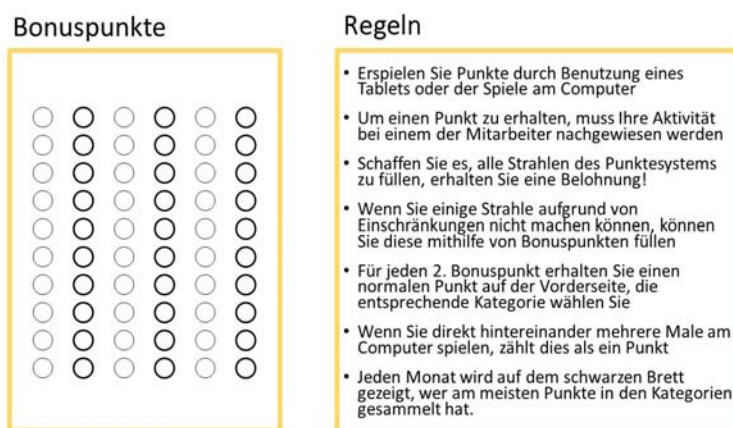 Bonuspunkte
Regeln
• Erspielen Sie Punkte durch Benutzung eines
Tablets oder der Spiele am Computer
• Um einen Punkt zu erhalten, muss Ihre Aktivität
bei einem der Mitarbeiter nachgewiesen werden
• Schaffen Sie es, alle Strahlen des Punktesystems
zu füllen, erhalten Sie eine Belohnung!
• Wenn Sie einige Strahle aufgrund von
Einschränkungen nicht machen können, können
Sie diese mithilfe von Bonuspunkten füllen
• Für jeden 2. Bonuspunkt erhalten Sie einen
normalen Punkt auf der Vorderseite, die
entsprechende Kategorie wählen Sie
• Wenn Sie direkt hintereinander mehrere Male am
Computer spielen, zählt dies als ein Punkt
• Jeden Monat wird auf dem schwarzen Brett
gezeigt, wer am meisten Punkte in den Kategorien
gesammelt hat.